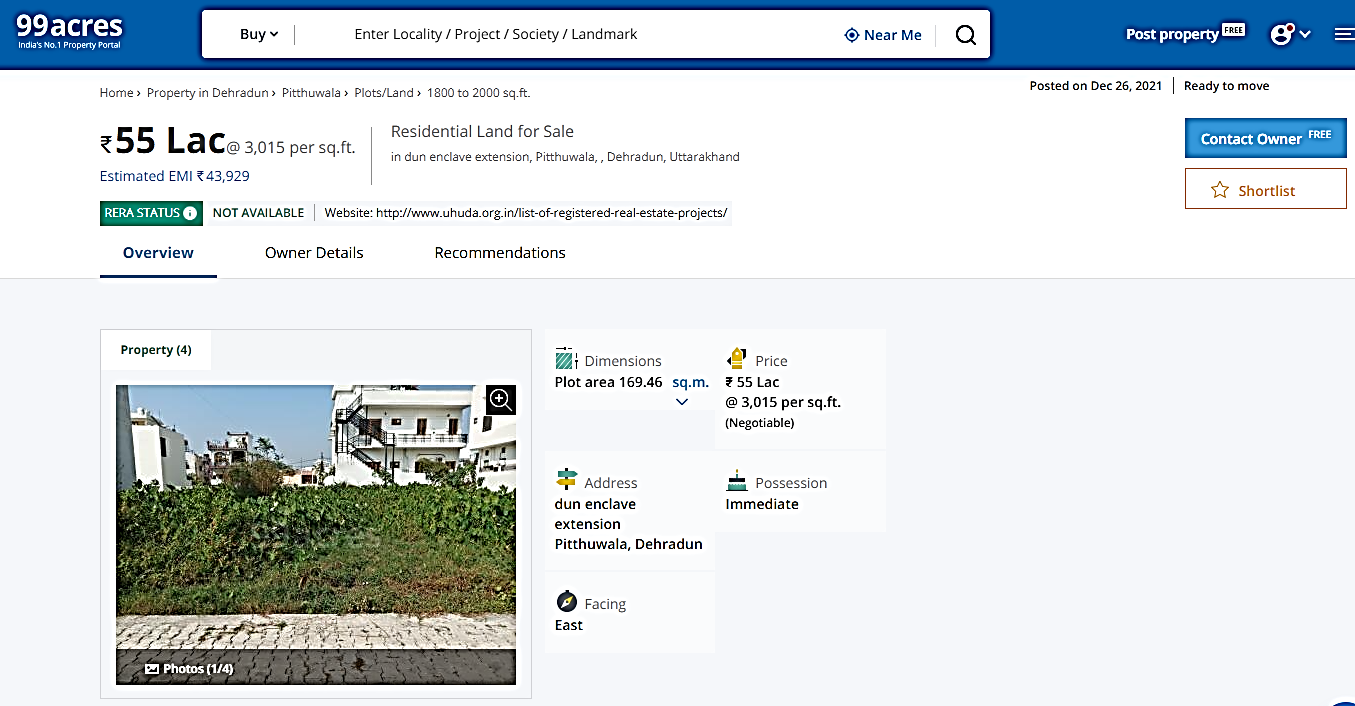 99acres
India's No.1 Property Portal
Buy
Enter Locality / Project / Society / Landmark
Near Me
Post property FREE
Home › Property in Dehradun › Pitthuwala › Plots/Land › 1800 to 2000 sq.ft.
Posted on Dec 26, 2021 | Ready to move
₹ 55 Lac @ 3,015 per sq.ft.
Estimated EMI ₹ 43,929
Residential Land for Sale
in dun enclave extension, Pitthuwala, , Dehradun, Uttarakhand
Contact Owner FREE
Shortlist
RERA STATUS i NOT AVAILABLE | Website: http://www.uhuda.org.in/list-of-registered-real-estate-projects/
Overview
Owner Details
Recommendations
Property (4)
99acres
Photos (1/4)
Dimensions
Plot area 169.46 sq.m.
Price
₹ 55 Lac
@ 3,015 per sq.ft.
(Negotiable)
Address
dun enclave
extension
Pitthuwala, Dehradun
Possession
Immediate
Facing
East